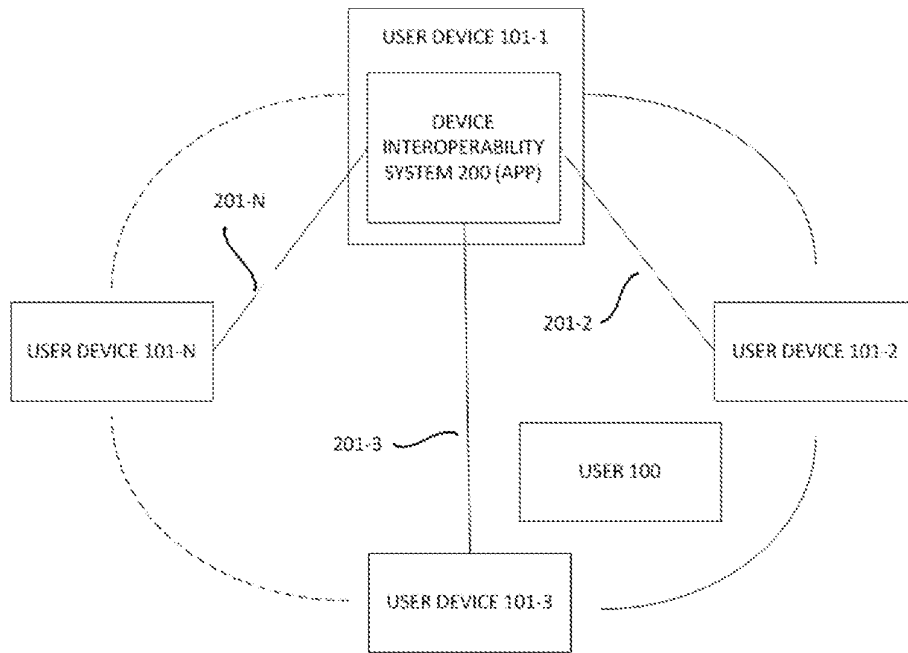 USER DEVICE 101-1
DEVICE
INTEROPERABILITY
SYSTEM 200 (APP)
201-N
201-2
USER DEVICE 101-N
USER DEVICE 101-2
201-3
USER 100
USER DEVICE 101-3